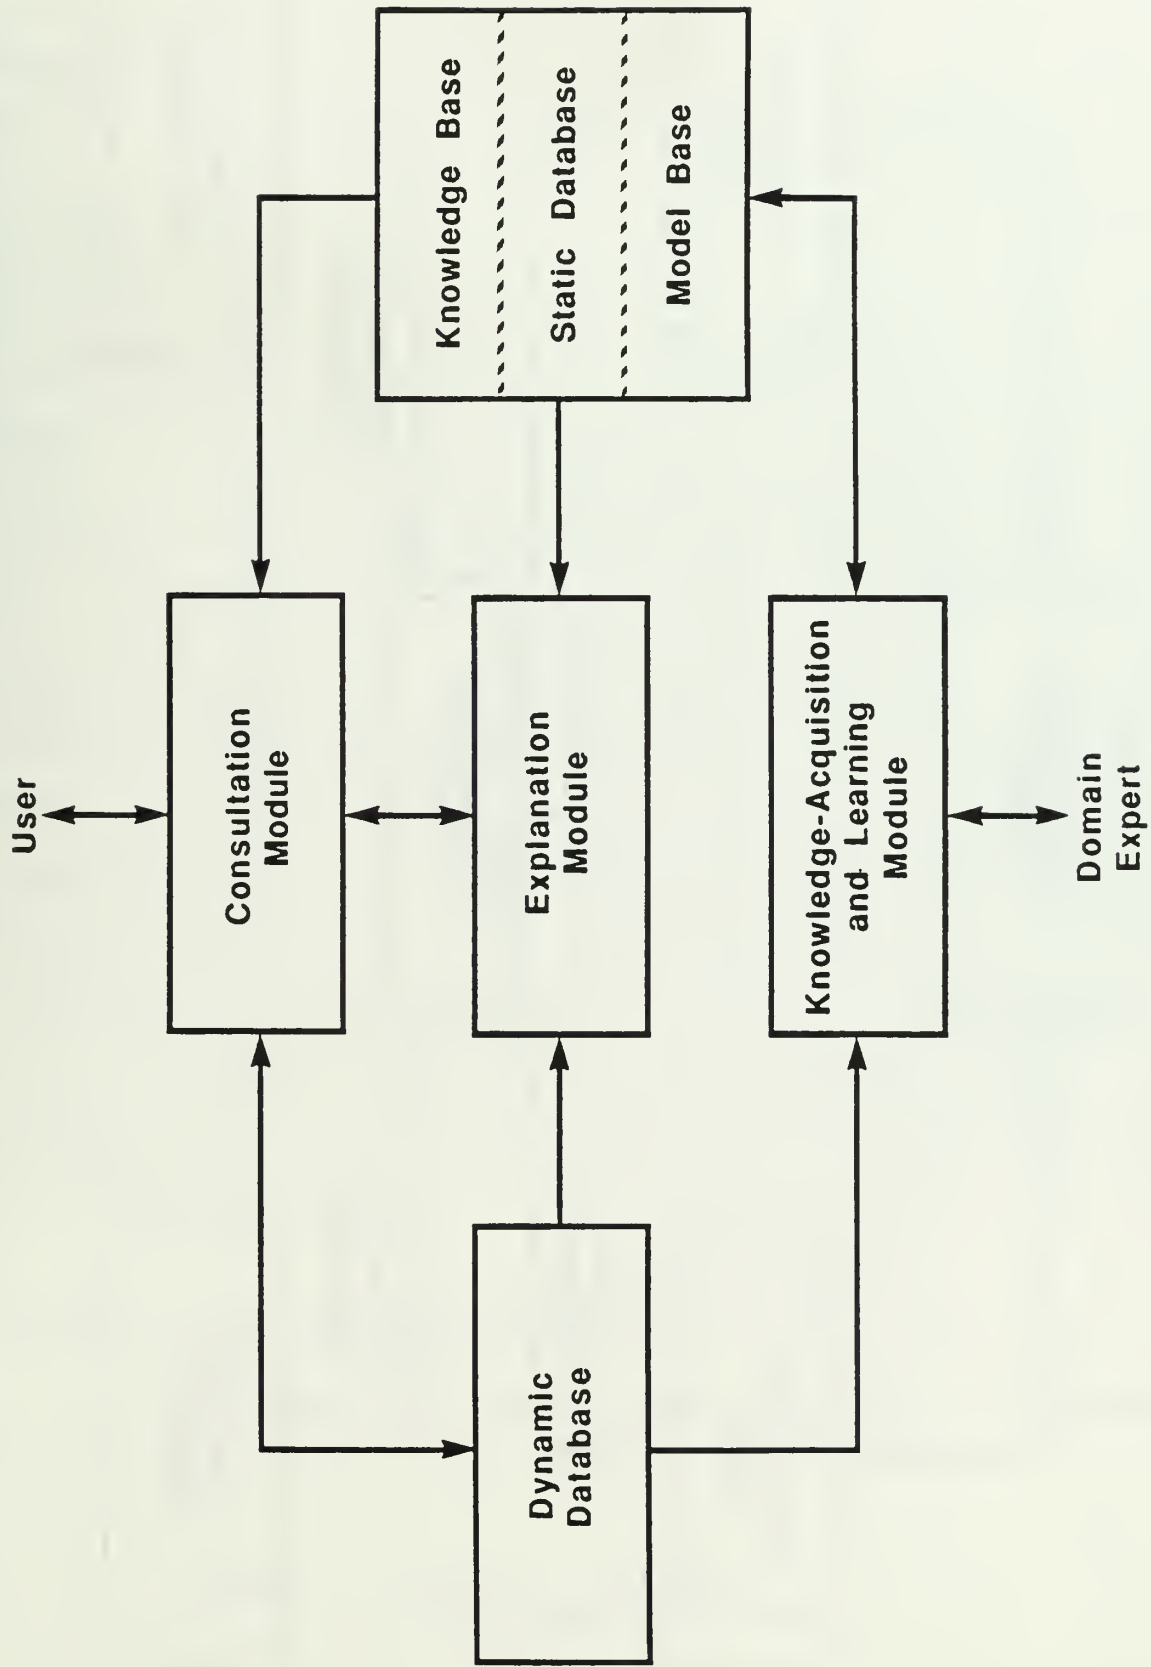 User
Consultation
Module
Explanation
Module
Knowledge-Acquisition
and Learning
Module
Domain
Expert
Dynamic
Database
Knowledge Base
Static Database
Model Base